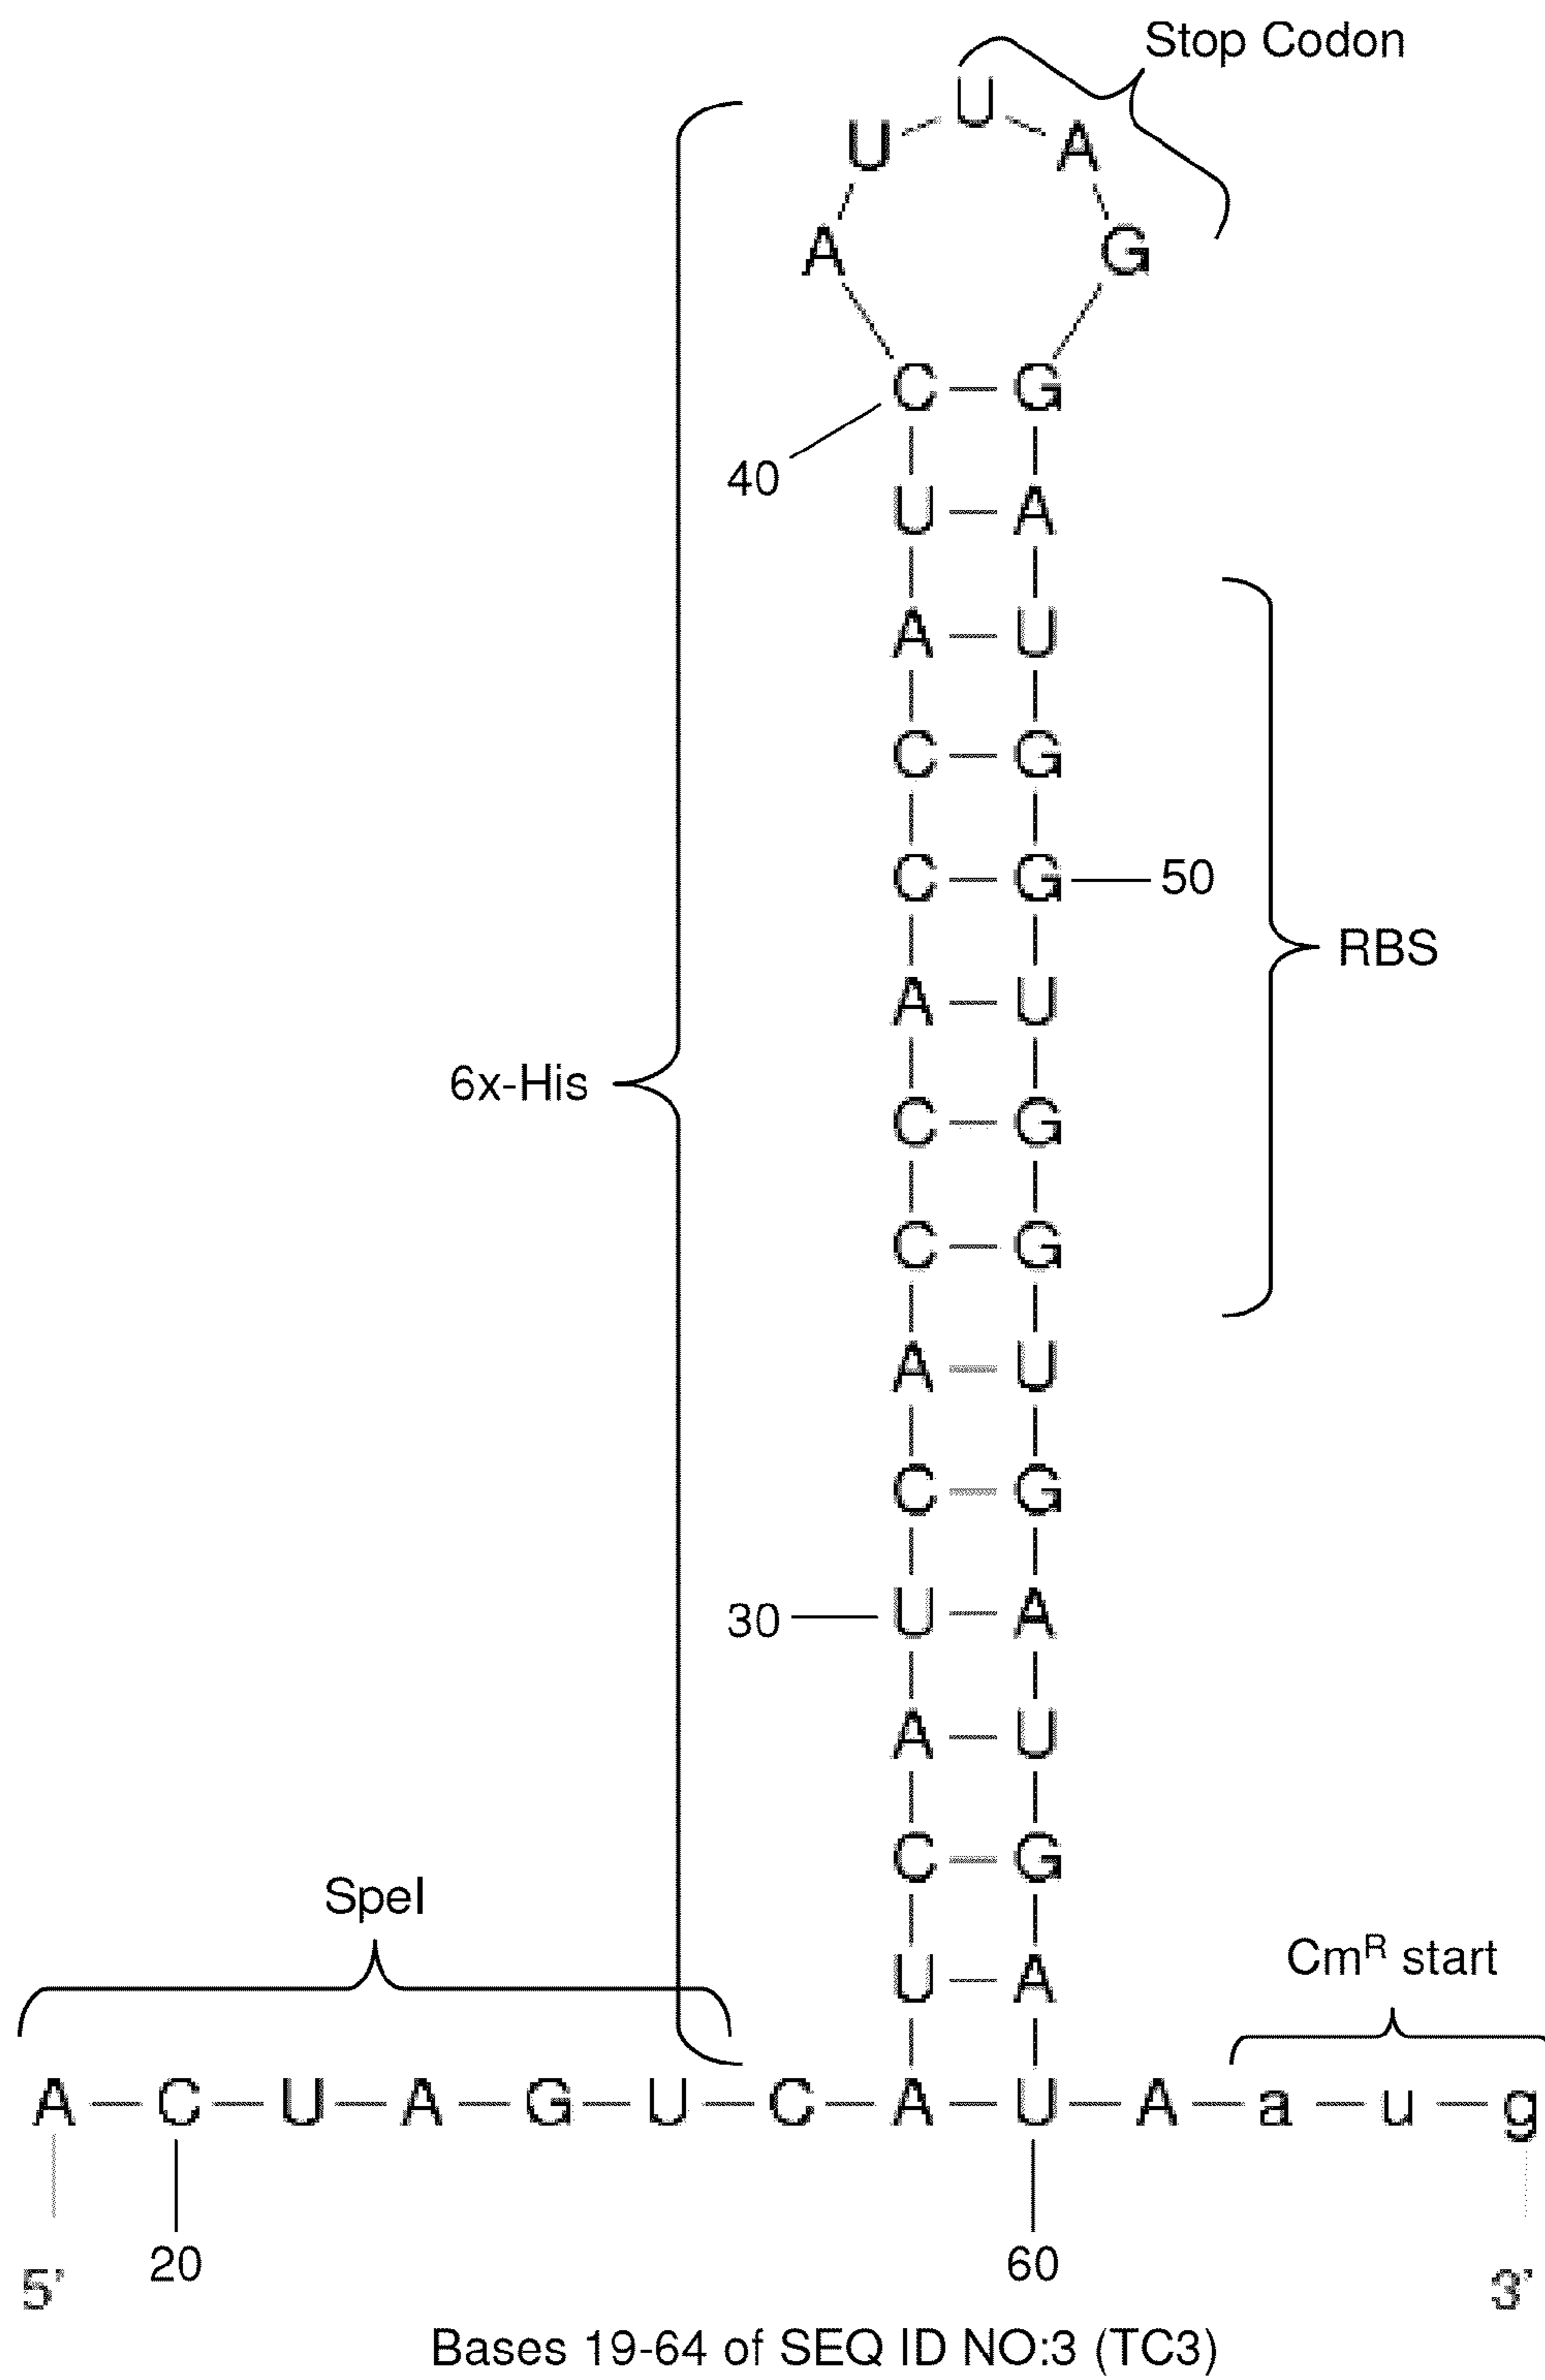 Stop Codon
U
U A
A G
C G
40
U A
A U
C G
C G 50
RBS
A U
6x-His
C G
C G
A U
C G
30 U A
A U
C G
SpeI
CmR start
U A
A C U A G U C A U A a u g
5' 20 60 3'
Bases 19-64 of SEQ ID NO:3 (TC3)